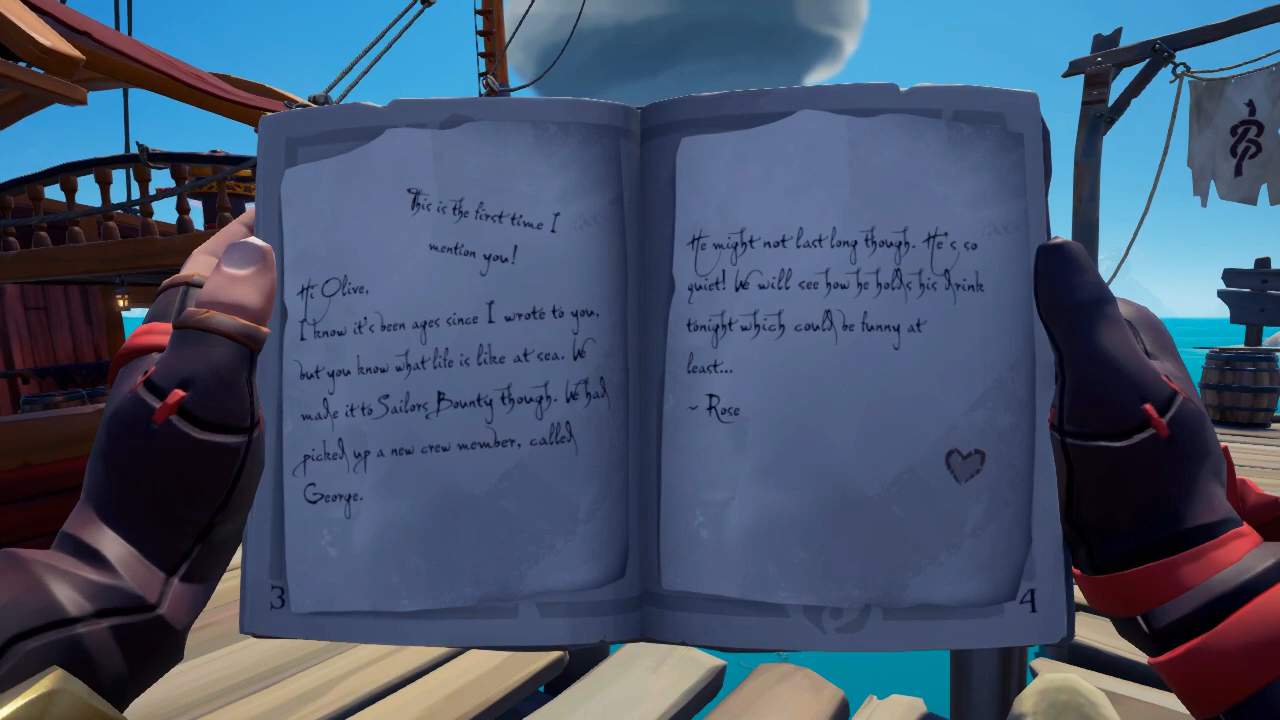 This is the first time I
mention you!
Hi Olive,
I know it's been ages since I wrote to you,
but you know what life is like at sea. We
made it to Sailors Bounty though. We had
picked up a new crew member, called
George.
3
He might not last long though. He's so
quiet! We will see how he holds his drink
tonight which could be funny at
least...
~ Rose
4